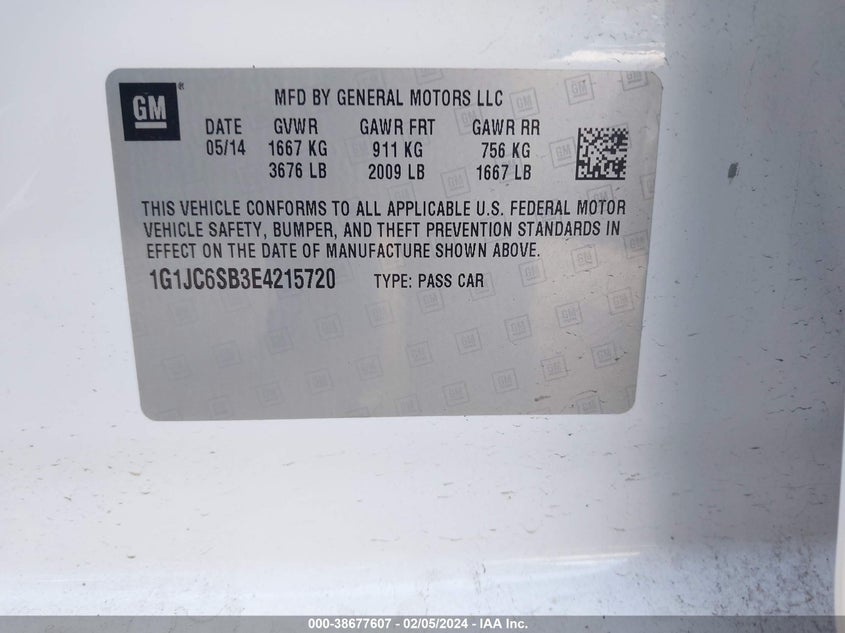 GM®
MFD BY GENERAL MOTORS LLC
DATE GVWR GAWR FRT GAWR RR
05/14 1667 KG 911 KG 756 KG
3676 LB 2009 LB 1667 LB
THIS VEHICLE CONFORMS TO ALL APPLICABLE U.S. FEDERAL MOTOR
VEHICLE SAFETY, BUMPER, AND THEFT PREVENTION STANDARDS IN
EFFECT ON THE DATE OF MANUFACTURE SHOWN ABOVE.
1G1JC6SB3E4215720 TYPE: PASS CAR
000-38677607 - 02/05/2024 - IAA Inc.